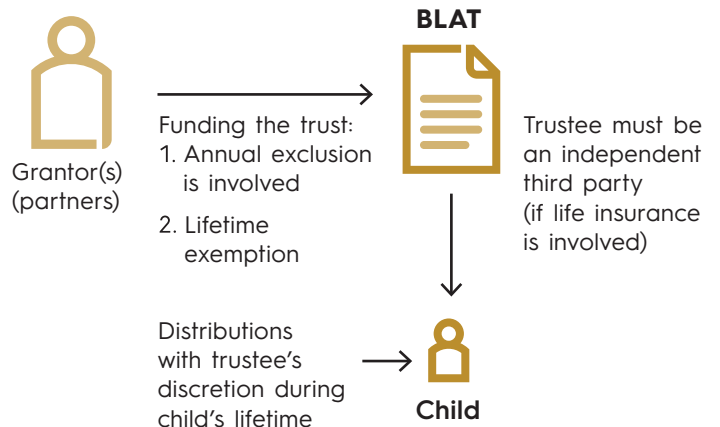 BLAT
Grantor(s)
(partners)
Funding the trust:
1. Annual exclusion
is involved
2. Lifetime
exemption
Trustee must be
an independent
third party
(if life insurance
is involved)
Distributions
with trustee's
discretion during
child's lifetime
Child